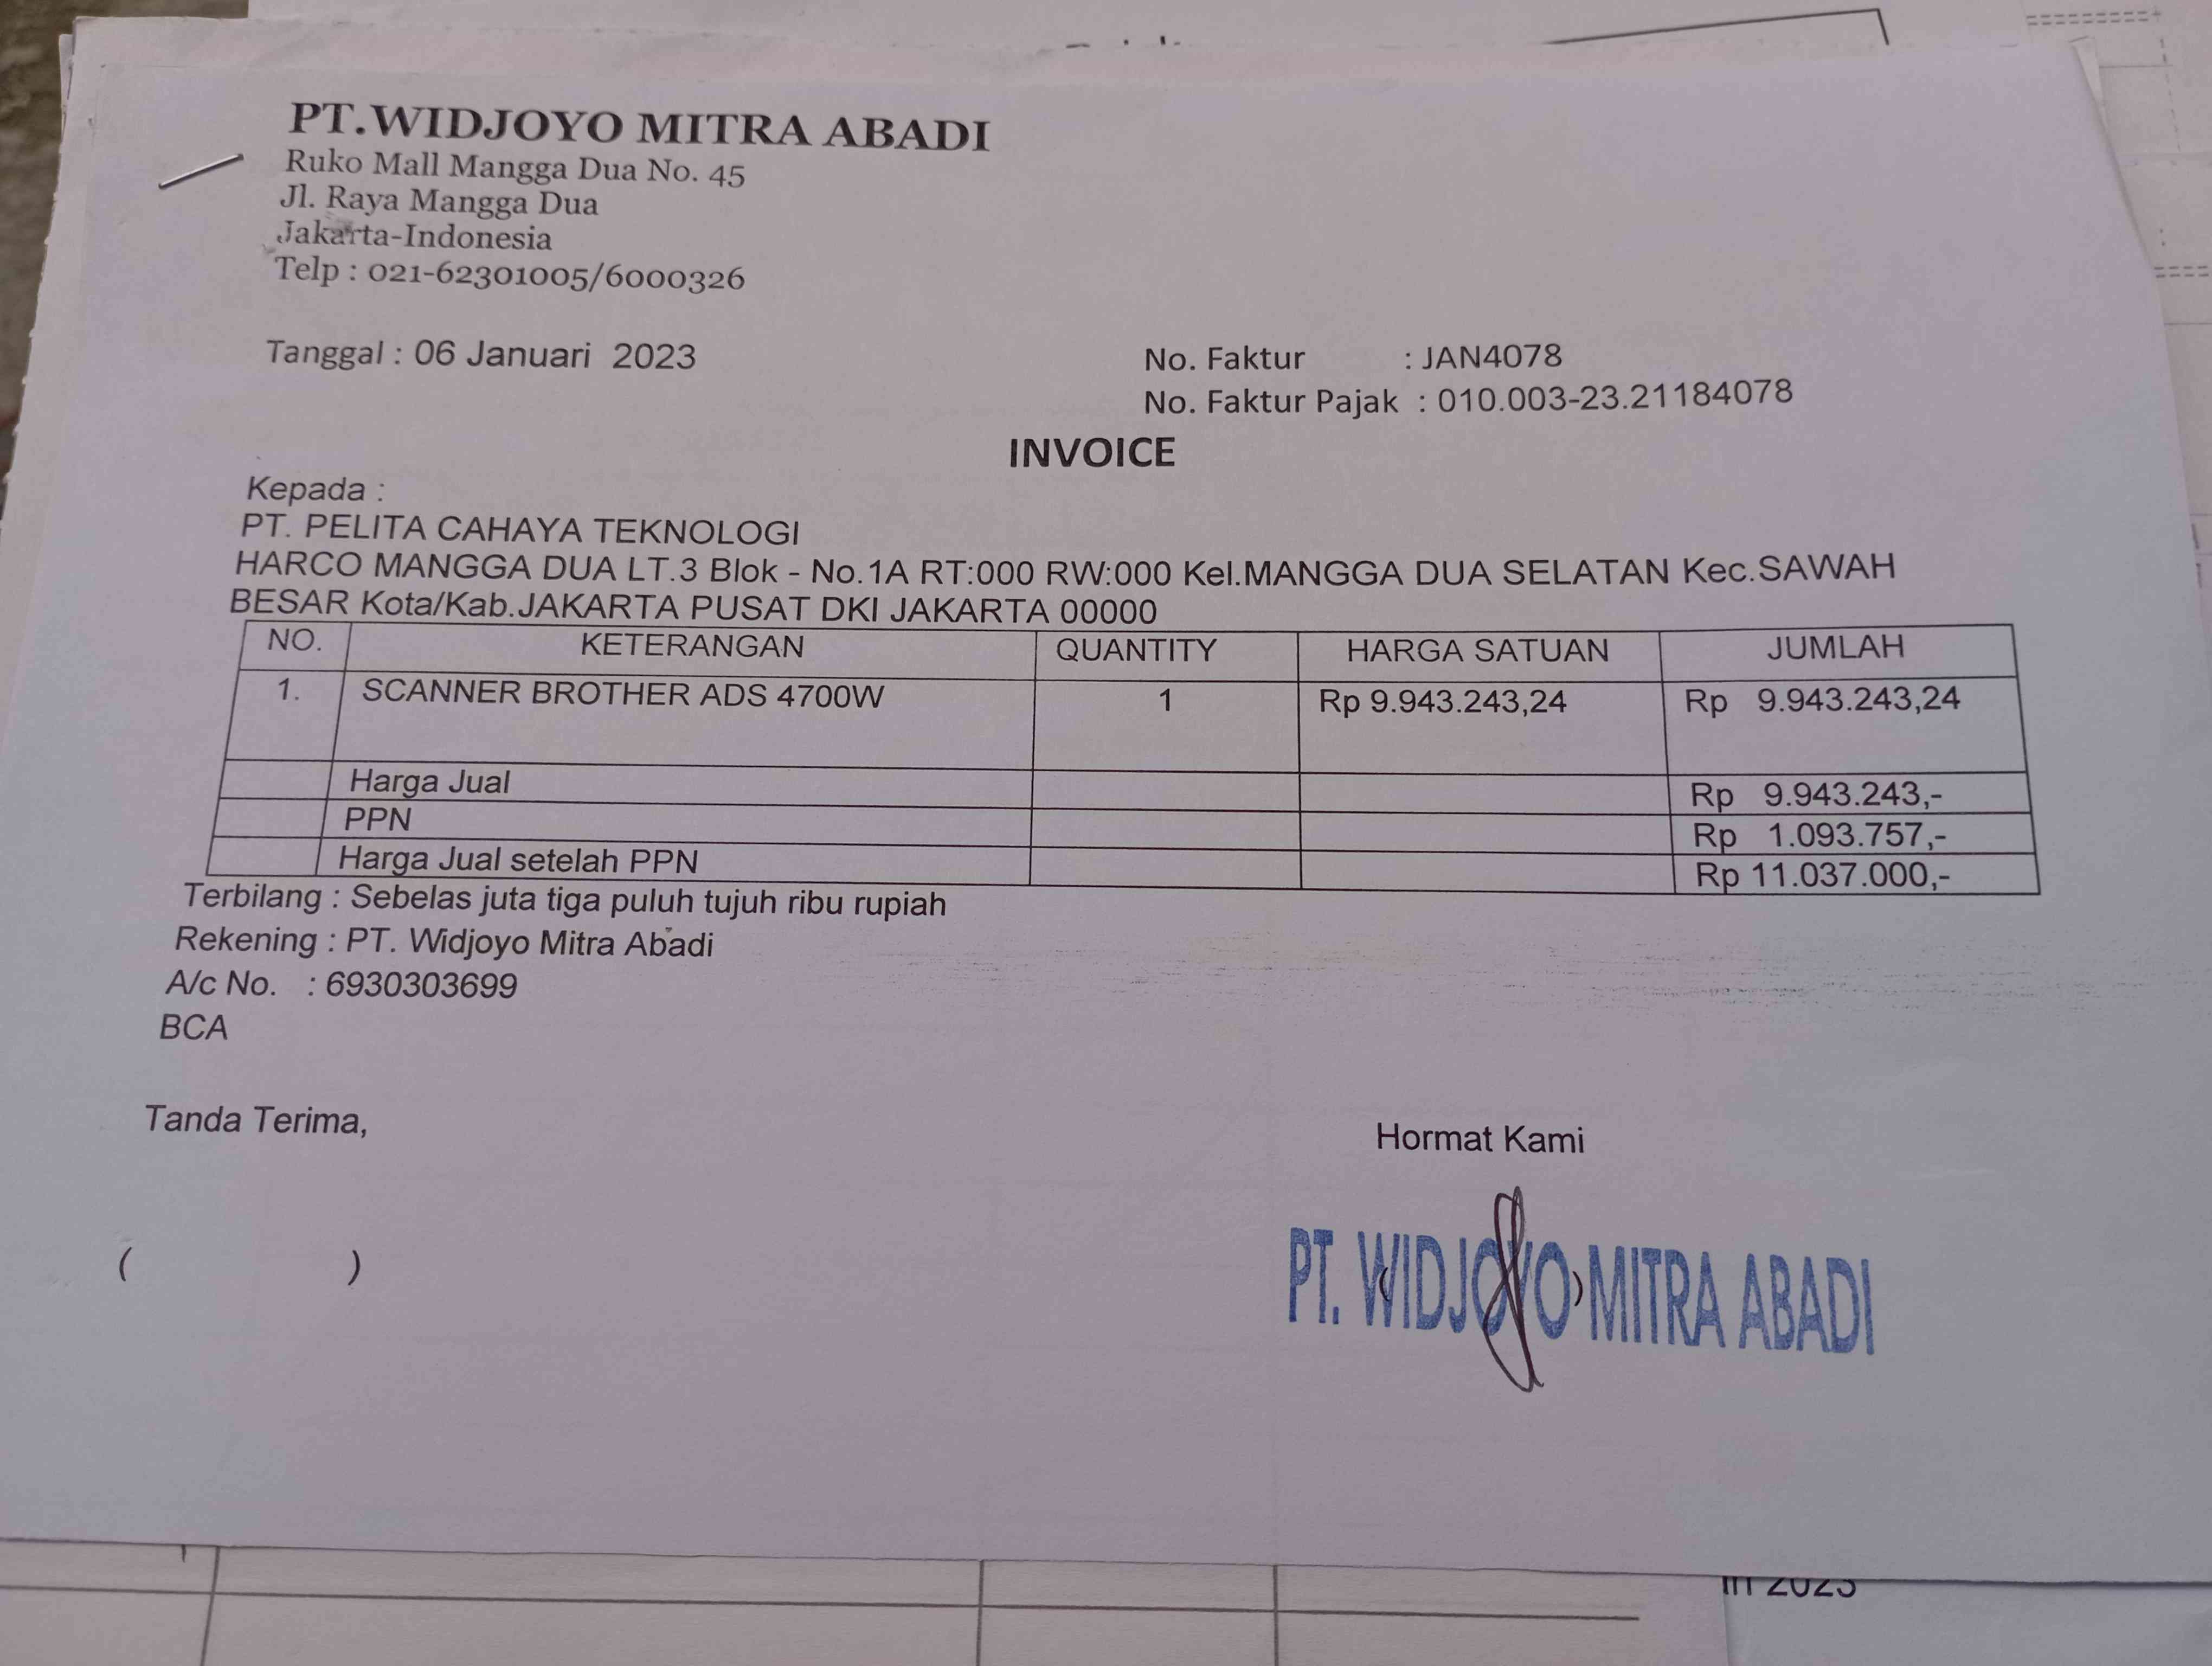 PT.WIDJOYO MITRA ABADI
Ruko Mall Mangga Dua No. 45
Jl. Raya Mangga Dua
Jakarta-Indonesia
Telp : 021-62301005/6000326
Tanggal : 06 Januari 2023
No. Faktur : JAN4078
No. Faktur Pajak : 010.003-23.21184078
INVOICE
Kepada :
PT. PELITA CAHAYA TEKNOLOGI
HARCO MANGGA DUA LT.3 Blok - No.1A RT:000 RW:000 Kel.MANGGA DUA SELATAN Kec.SAWAH
BESAR Kota/Kab.JAKARTA PUSAT DKI JAKARTA 00000
NO. KETERANGAN QUANTITY HARGA SATUAN JUMLAH
1. SCANNER BROTHER ADS 4700W 1 Rp 9.943.243,24 Rp 9.943.243,24
Harga Jual Rp 9.943.243,-
PPN Rp 1.093.757,-
Harga Jual setelah PPN Rp 11.037.000,-
Terbilang : Sebelas juta tiga puluh tujuh ribu rupiah
Rekening : PT. Widjoyo Mitra Abadi
A/c No. : 6930303699
BCA
Tanda Terima,
Hormat Kami
( )
( )
PT. WIDJOYO MITRA ABADI
2023